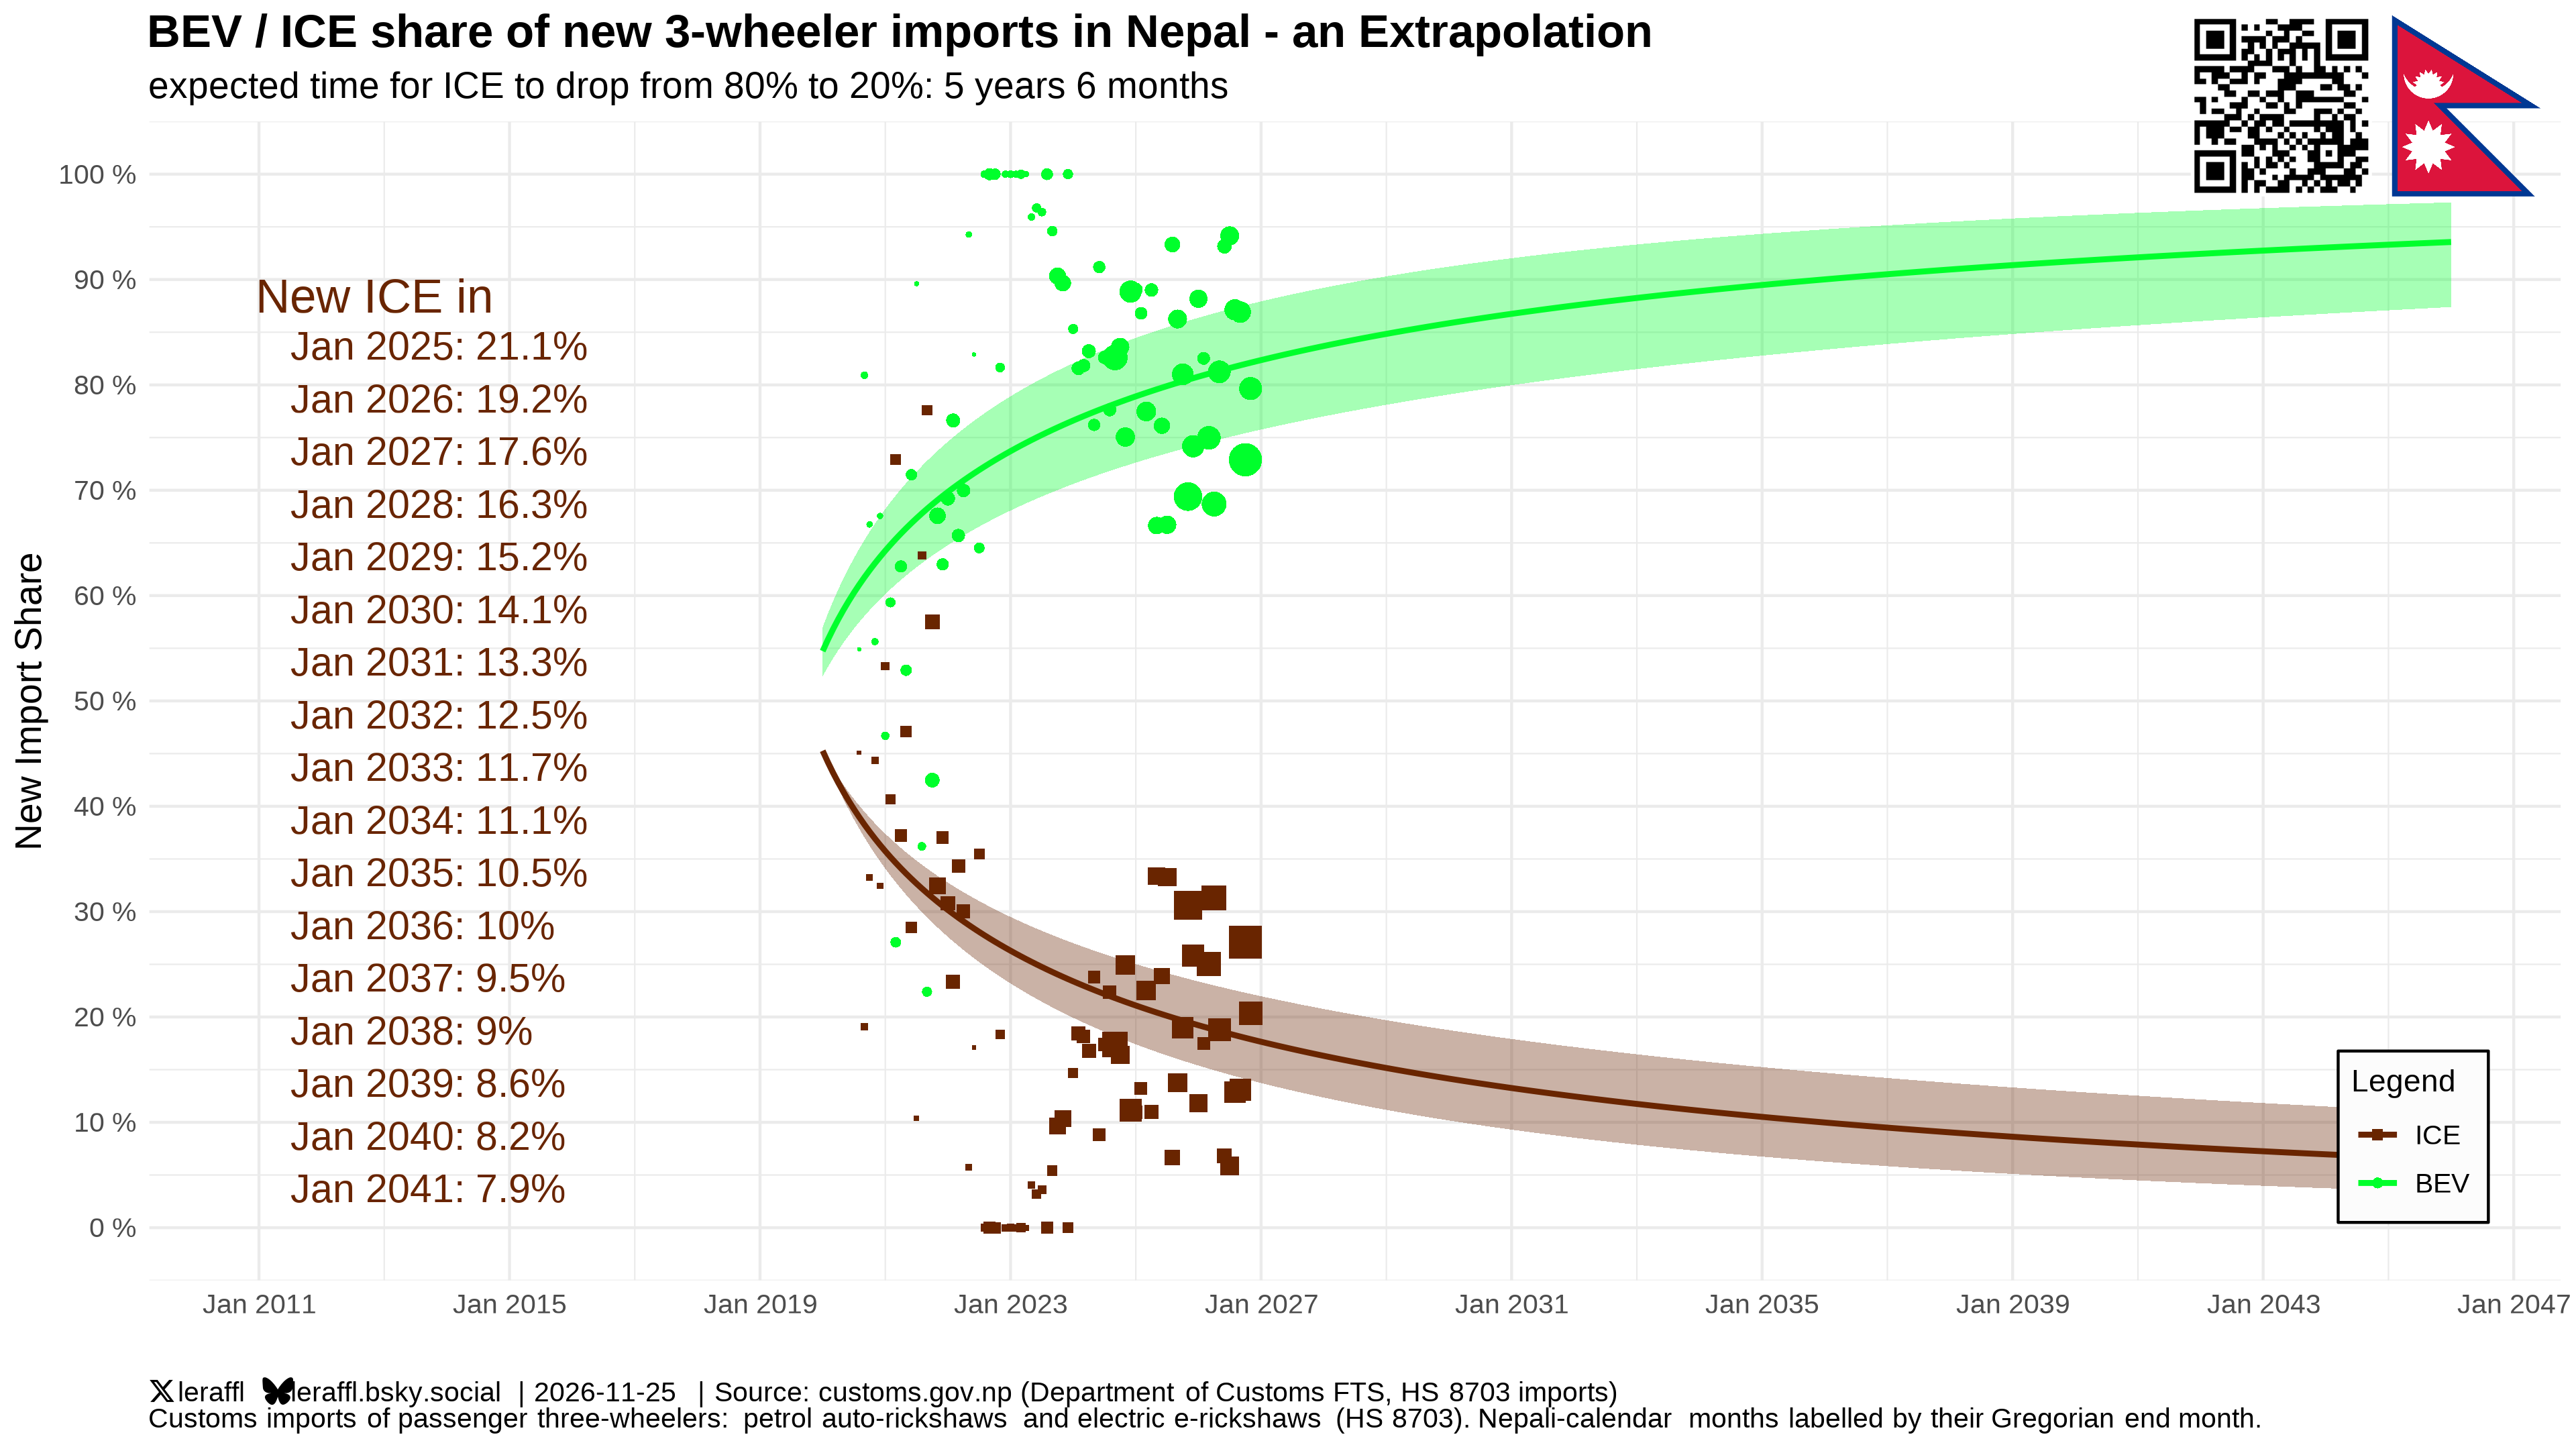 BEV / ICE share of new 3-wheeler imports in Nepal - an Extrapolation
expected time for ICE to drop from 80% to 20%: 5 years 6 months
New Import Share
100 %
90 %
80 %
70 %
60 %
50 %
40 %
30 %
20 %
10 %
0 %
New ICE in
Jan 2025: 21.1%
Jan 2026: 19.2%
Jan 2027: 17.6%
Jan 2028: 16.3%
Jan 2029: 15.2%
Jan 2030: 14.1%
Jan 2031: 13.3%
Jan 2032: 12.5%
Jan 2033: 11.7%
Jan 2034: 11.1%
Jan 2035: 10.5%
Jan 2036: 10%
Jan 2037: 9.5%
Jan 2038: 9%
Jan 2039: 8.6%
Jan 2040: 8.2%
Jan 2041: 7.9%
Legend
ICE
BEV
Jan 2011 Jan 2015 Jan 2019 Jan 2023 Jan 2027 Jan 2031 Jan 2035 Jan 2039 Jan 2043 Jan 2047
leraffl leraffl.bsky.social | 2026-11-25 | Source: customs.gov.np (Department of Customs FTS, HS 8703 imports)
Customs imports of passenger three-wheelers: petrol auto-rickshaws and electric e-rickshaws (HS 8703). Nepali-calendar months labelled by their Gregorian end month.